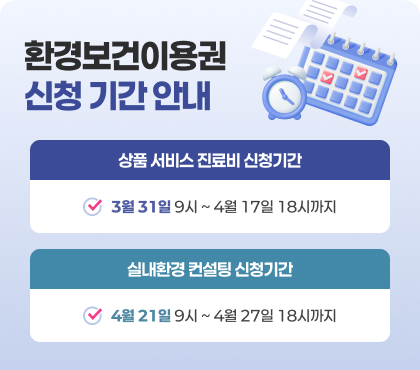 환경보건이용권
신청 기간 안내
상품 서비스 진료비 신청기간
3월 31일 9시 ~ 4월 17일 18시까지
실내환경 컨설팅 신청기간
4월 21일 9시 ~ 4월 27일 18시까지